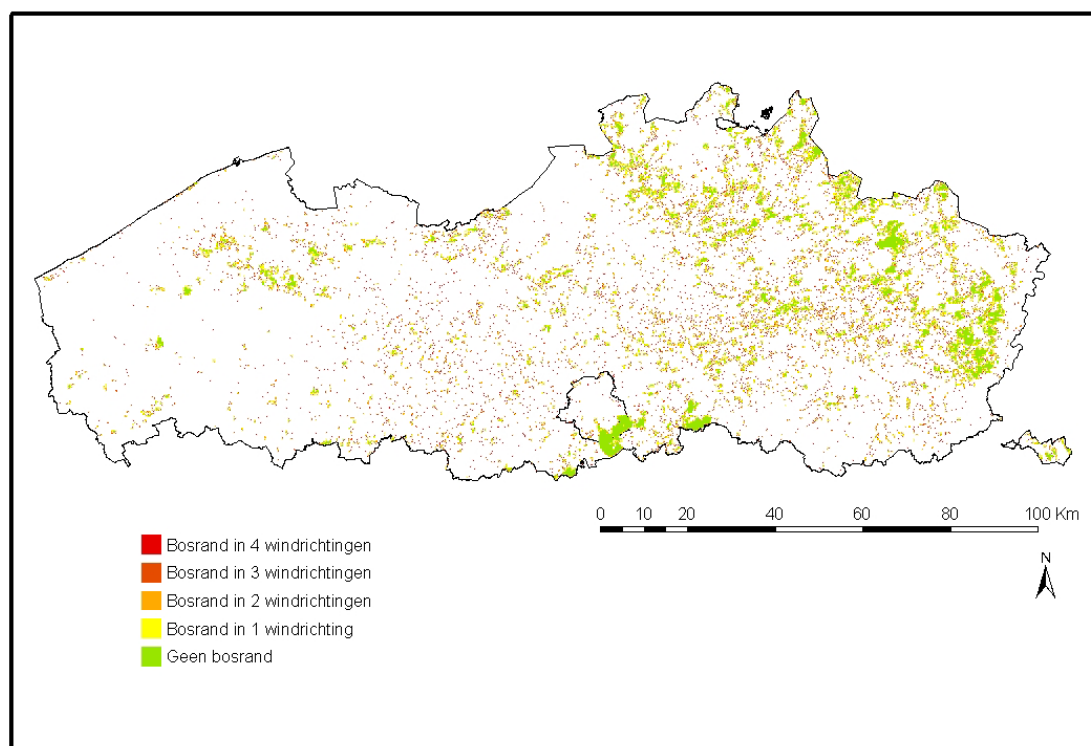 0 10 20 40 60 80 100 Km
N
Bosrand in 4 windrichtingen
Bosrand in 3 windrichtingen
Bosrand in 2 windrichtingen
Bosrand in 1 windrichting
Geen bosrand